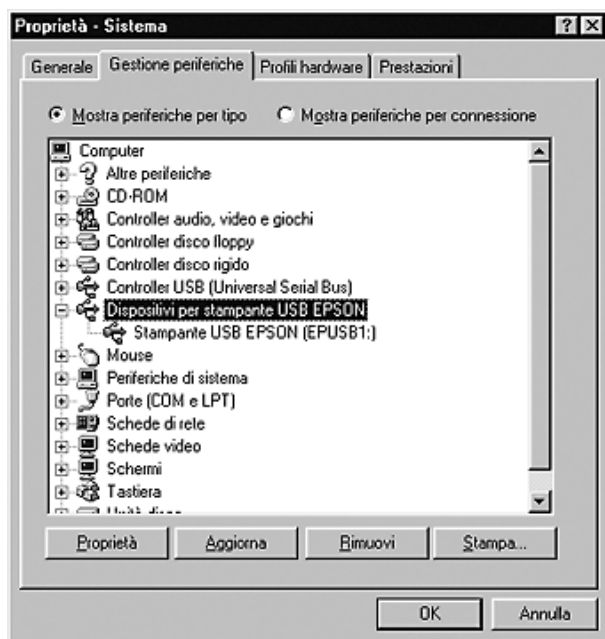 Proprietà - Sistema
Generale Gestione periferiche Profili hardware Prestazioni
Mostra periferiche per tipo Mostra periferiche per connessione
Computer
Altre periferiche
CD-ROM
Controller audio, video e giochi
Controller disco floppy
Controller disco rigido
Controller USB (Universal Serial Bus)
Dispositivi per stampante USB EPSON
Stampante USB EPSON (EPUSB1:)
Mouse
Periferiche di sistema
Porte (COM e LPT)
Schede di rete
Schede video
Schermi
Tastiera
Unità disco
Proprietà Aggiorna Rimuovi Stampa...
OK Annulla